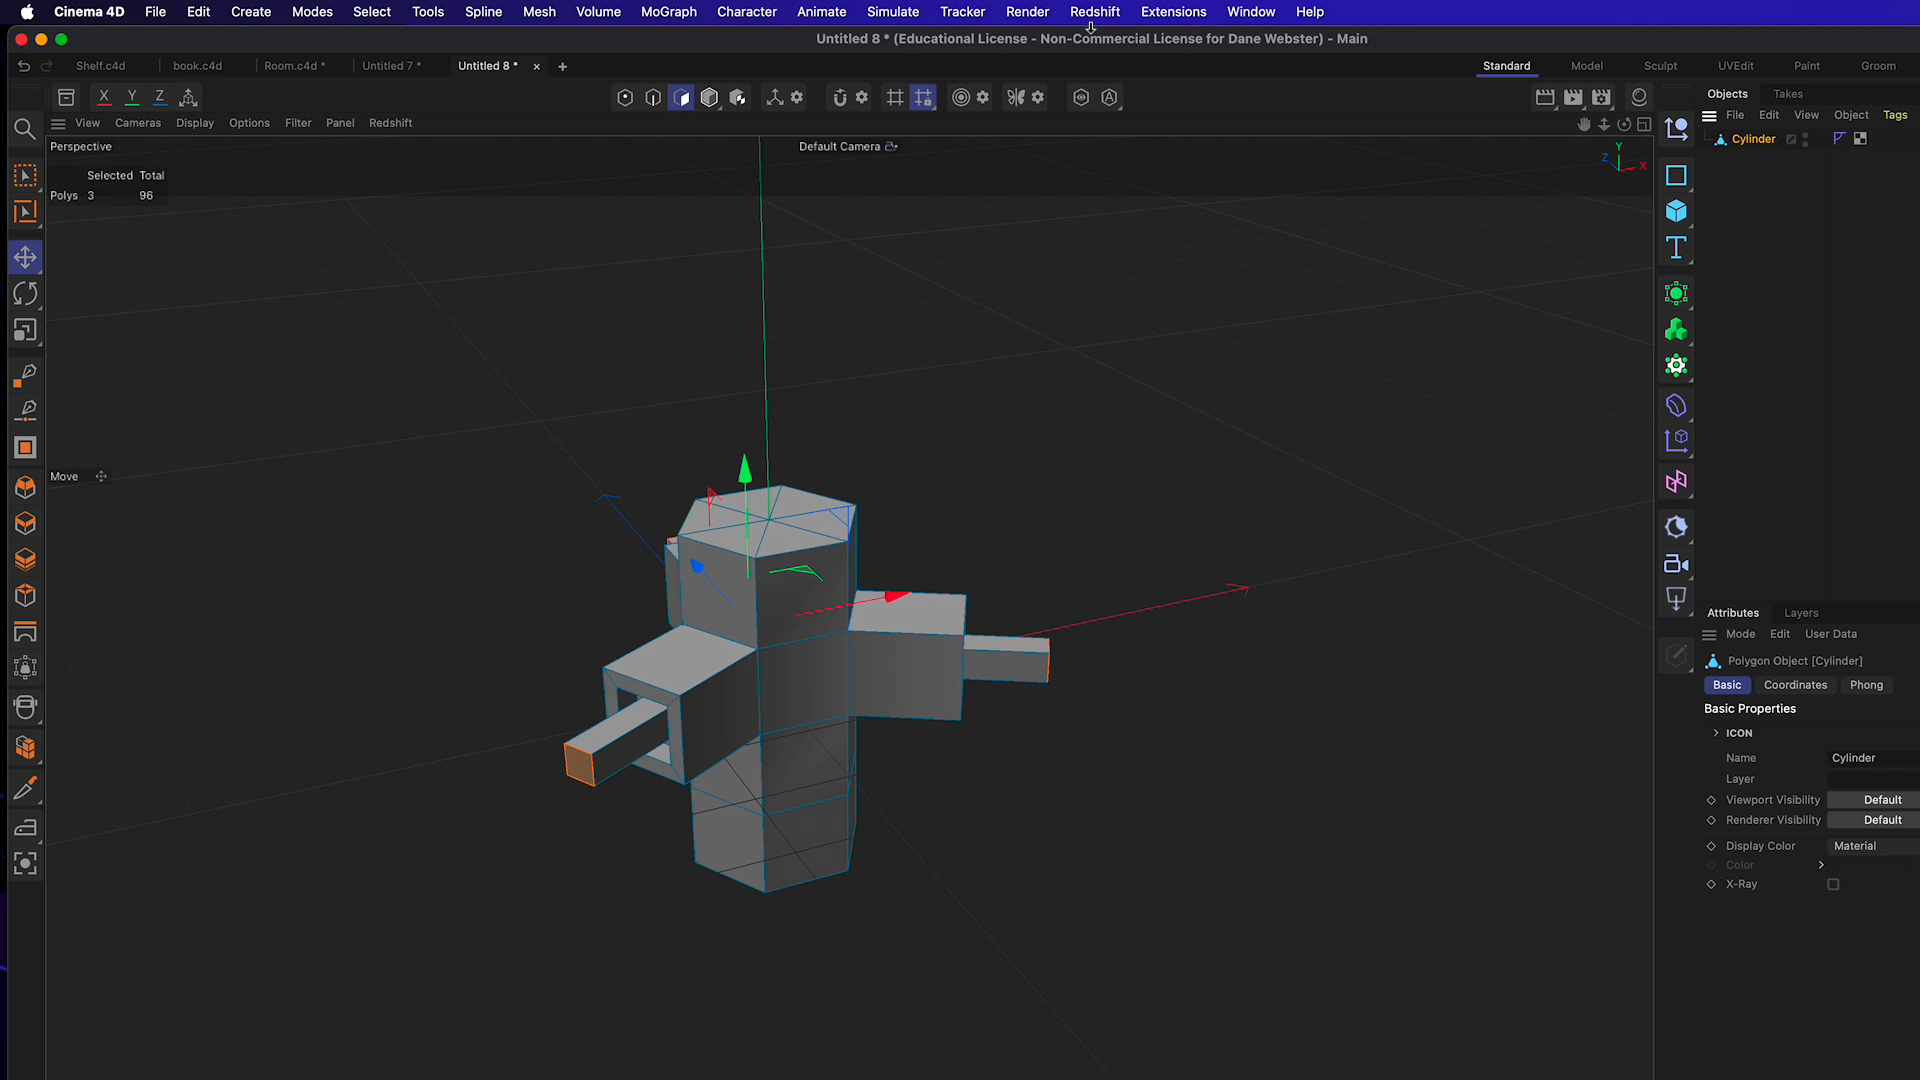 Cinema 4D File Edit Create Modes Select Tools Spline Mesh Volume MoGraph Character Animate Simulate Tracker Render Redshift Extensions Window Help
Untitled 8 * (Educational License - Non-Commercial License for Dane Webster) - Main
Shelf.c4d book.c4d Room.c4d * Untitled 7 * Untitled 8 * Standard Model Sculpt UVEdit Paint Groom
X Y Z
Objects Takes
View Cameras Display Options Filter Panel Redshift
File Edit View Object Tags
Cylinder
Perspective
Default Camera
Y
Z X
Selected Total
Polys 3 96
Move
Attributes Layers
Mode Edit User Data
Polygon Object [Cylinder]
Basic Coordinates Phong
Basic Properties
ICON
Name Cylinder
Layer
Viewport Visibility Default
Renderer Visibility Default
Display Color Material
Color
X-Ray